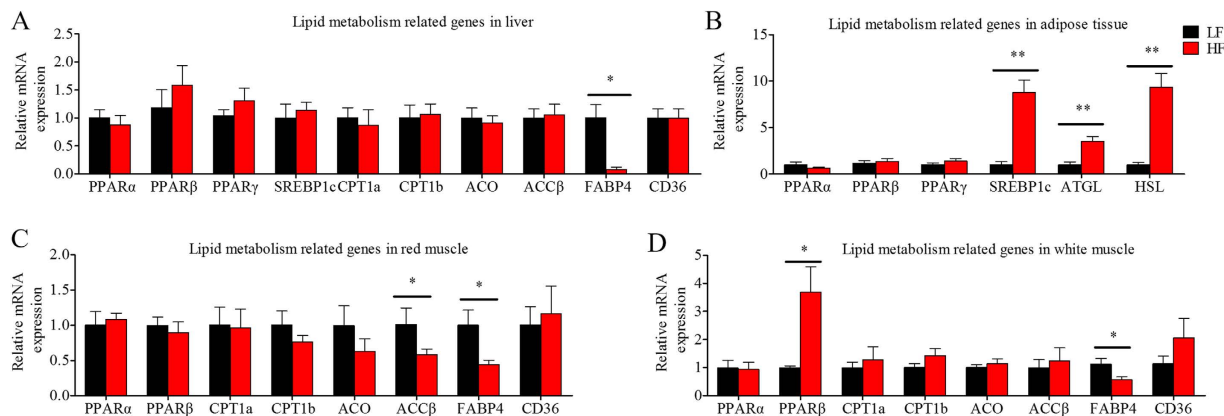 A
Lipid metabolism related genes in liver
Relative mRNA
expression
2.5
2.0
1.5
1.0
0.5
0.0
*
PPARα PPARβ PPARγ SREBP1c CPT1a CPT1b ACO ACCβ FABP4 CD36
B
Lipid metabolism related genes in adipose tissue
LF
HF
Relative mRNA
expression
15
10
5
0
** ** **
PPARα PPARβ PPARγ SREBP1c ATGL HSL
C
Lipid metabolism related genes in red muscle
Relative mRNA
expression
2.0
1.5
1.0
0.5
0.0
* *
PPARα PPARβ CPT1a CPT1b ACO ACCβ FABP4 CD36
D
Lipid metabolism related genes in white muscle
Relative mRNA
expression
6
4
2
0
* *
PPARα PPARβ CPT1a CPT1b ACO ACCβ FABP4 CD36